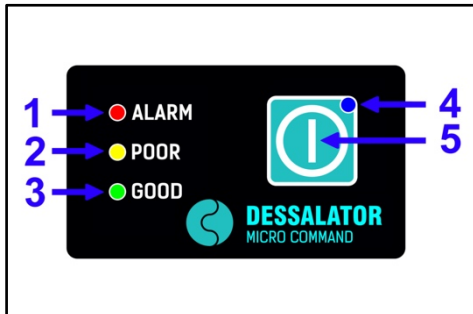 1 ALARM 4
2 POOR 5
3 GOOD
DESSALATOR
MICRO COMMAND